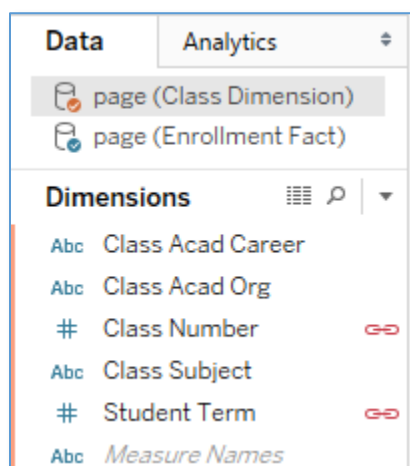 Data Analytics
page (Class Dimension)
page (Enrollment Fact)
Dimensions
Abc Class Acad Career
Abc Class Acad Org
# Class Number
Abc Class Subject
# Student Term
Abc Measure Names